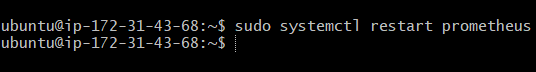 ubuntu@ip-172-31-43-68:~$ sudo systemctl restart prometheus
ubuntu@ip-172-31-43-68:~$